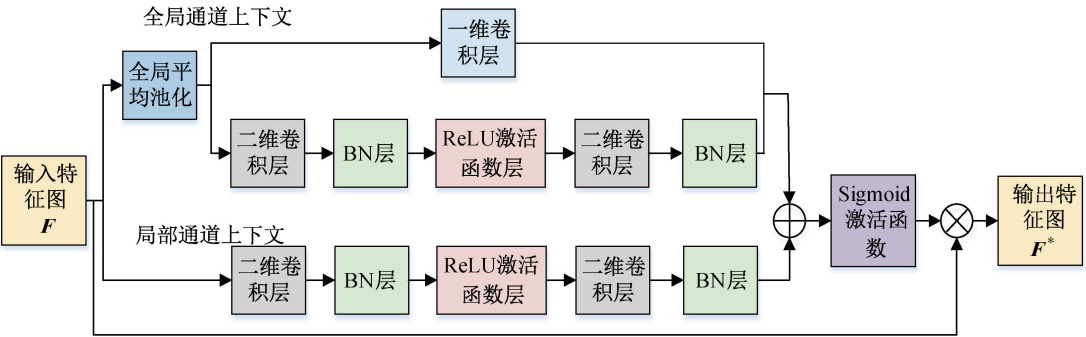 全局通道上下文
一维卷
积层
全局平
均池化
二维卷
积层
BN层
ReLU激活
函数层
二维卷
积层
BN层
输入特
征图
F
局部通道上下文
二维卷
积层
BN层
ReLU激活
函数层
二维卷
积层
BN层
Sigmoid
激活函
数
输出特
征图
F*